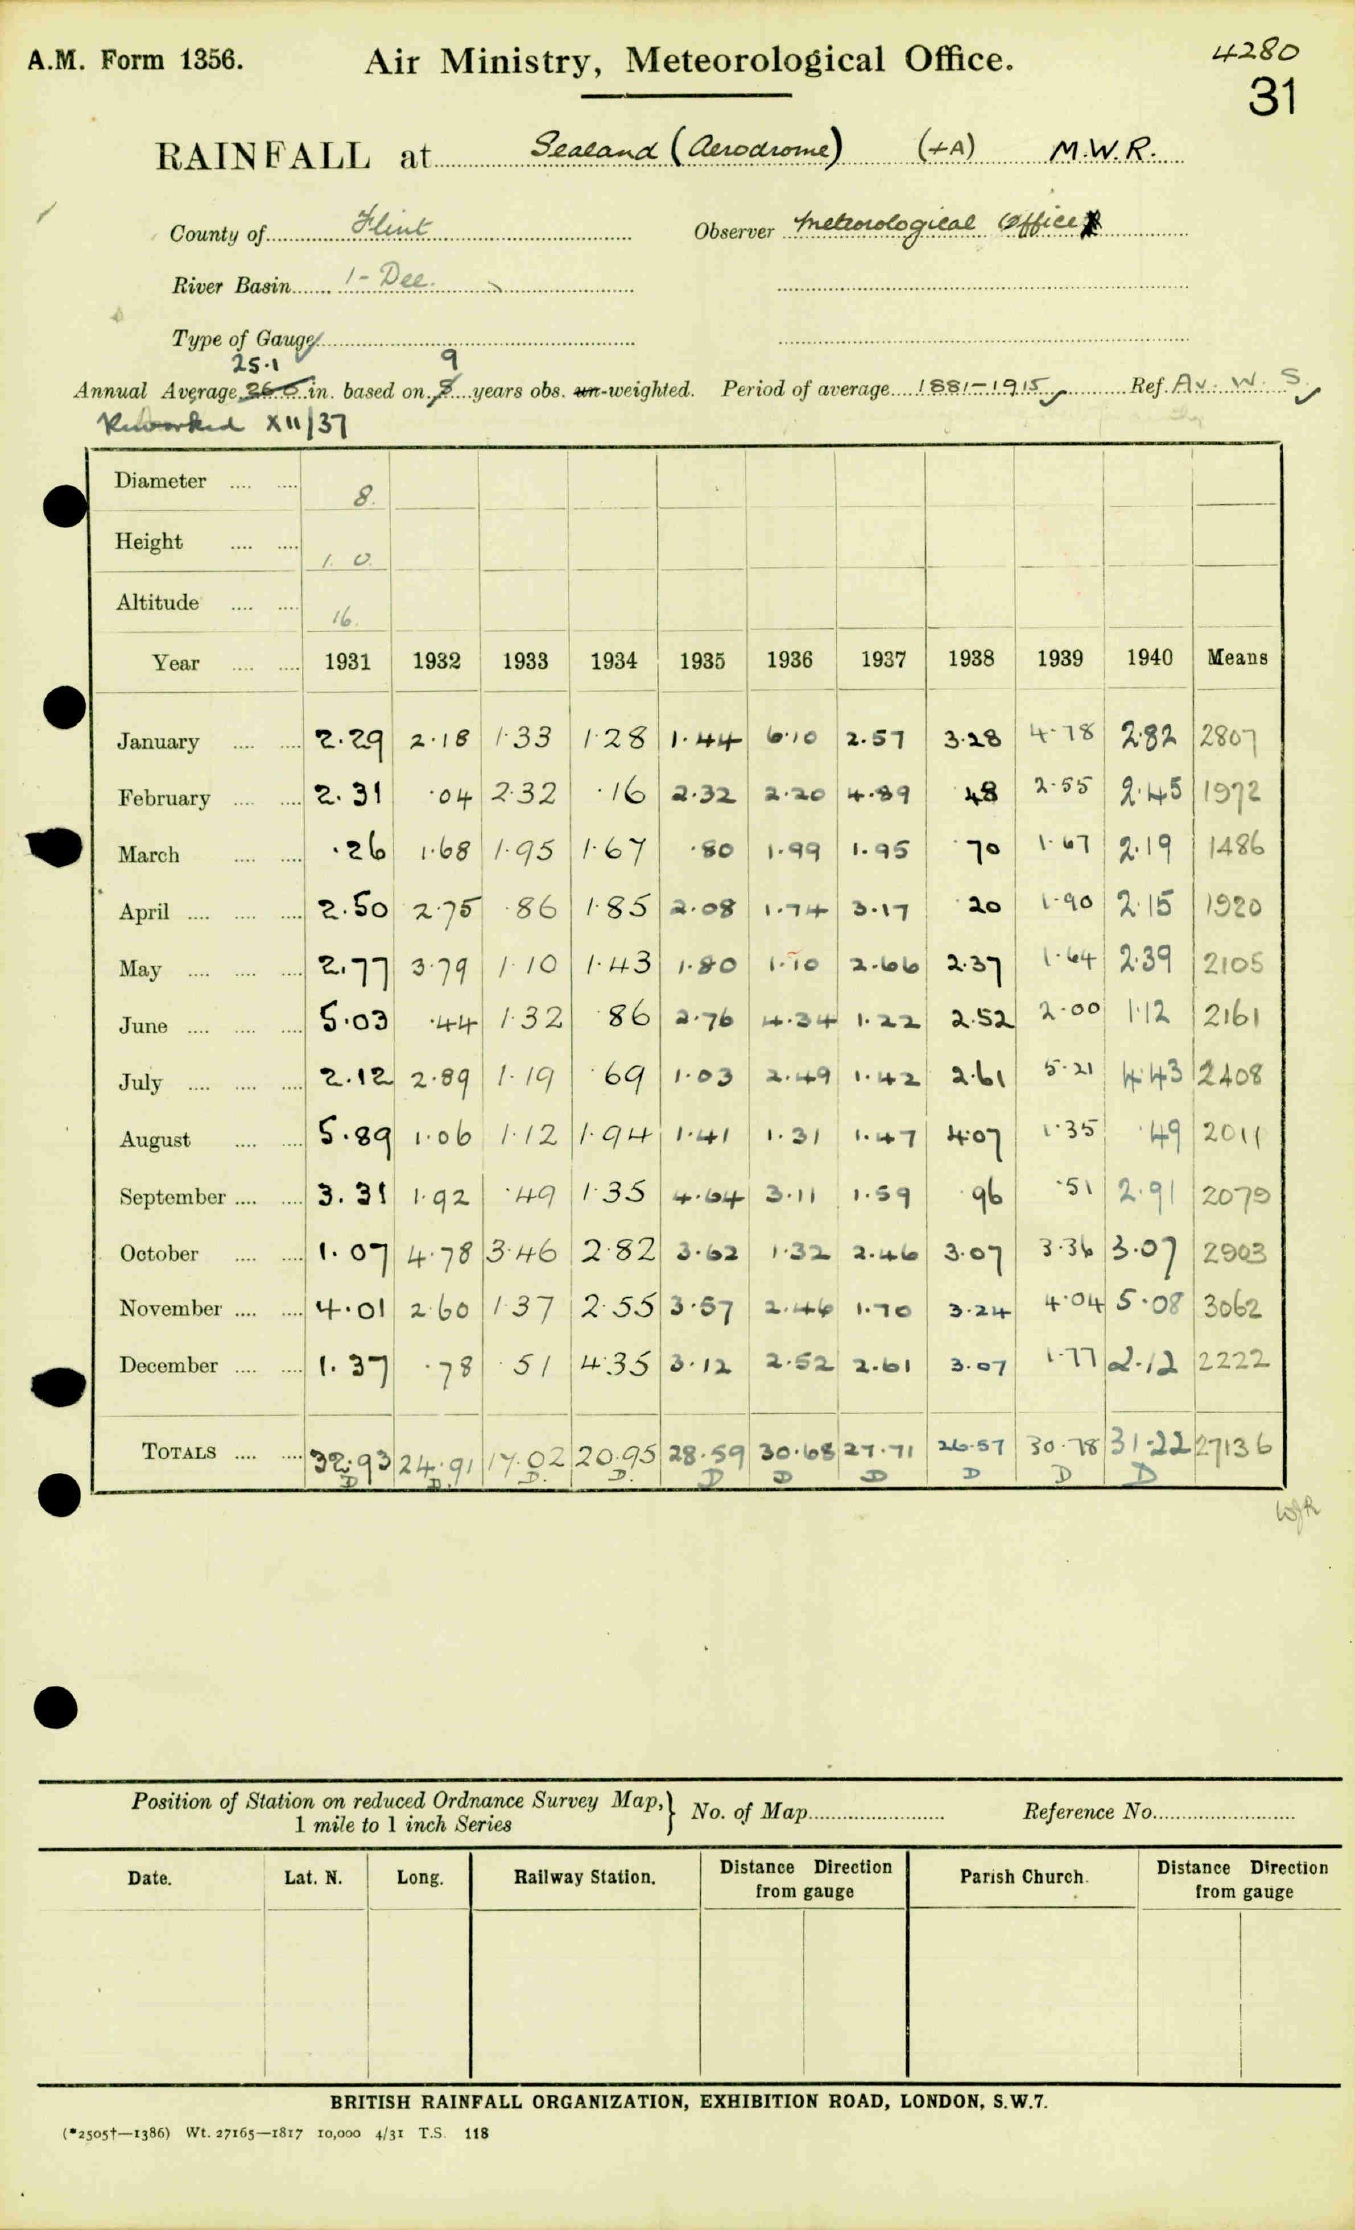 A.M. Form 1356.
Air Ministry, Meteorological Office.
4280
31
RAINFALL at Sealand (Aerodrome) (+A) M.W.R.
County of Flint Observer Meteorological Office
River Basin 1- Dee.
Type of Gauge
25.1 9
Annual Average 26.0 in. based on 8 years obs. un-weighted. Period of average 1881-1915 Ref. Av. W. S.
Reworked XII/37
Diameter .... .... 8.
Height .... .... 1. 0.
Altitude .... .... 16.
Year .... .... 1931 1932 1933 1934 1935 1936 1937 1938 1939 1940 Means
January .... .... 2.29 2.18 1.33 1.28 1.44 6.10 2.57 3.28 4.78 2.82 2807
February .... .... 2.31 .04 2.32 .16 2.32 2.20 4.89 48 2.55 2.45 1972
March .... .... .26 1.68 1.95 1.67 .80 1.99 1.95 .70 1.67 2.19 1486
April .... .... .... 2.50 2.75 .86 1.85 2.08 1.74 3.17 .20 1.90 2.15 1920
May .... .... .... 2.77 3.79 1.10 1.43 1.80 1.10 2.66 2.37 1.64 2.39 2105
June .... .... .... 5.03 .44 1.32 .86 2.76 4.34 1.22 2.52 2.00 1.12 2161
July .... .... .... 2.12 2.89 1.19 .69 1.03 2.49 1.42 2.61 5.21 4.43 2408
August .... .... 5.89 1.06 1.12 1.94 1.41 1.31 1.47 4.07 1.35 .49 2011
September .... .... 3.31 1.92 .49 1.35 4.64 3.11 1.59 .96 .51 2.91 2079
October .... .... 1.07 4.78 3.46 2.82 3.62 1.32 2.46 3.07 3.36 3.07 2903
November .... .... 4.01 2.60 1.37 2.55 3.57 2.46 1.70 3.24 4.04 5.08 3062
December .... .... 1.37 .78 .51 4.35 3.12 2.52 2.61 3.07 1.77 2.12 2222
TOTALS .... .... 32.93 24.91 17.02 20.95 28.59 30.68 27.71 26.57 30.78 31.22 27136
D D. D. D. D D D D D D
WJR
Position of Station on reduced Ordnance Survey Map,} No. of Map Reference No.
1 mile to 1 inch Series
Date. Lat. N. Long. Railway Station. Distance Direction Parish Church. Distance Direction
from gauge from gauge
BRITISH RAINFALL ORGANIZATION, EXHIBITION ROAD, LONDON, S.W.7.
(*2505†—1386) Wt. 27165—1817 10,000 4/31 T.S. 118